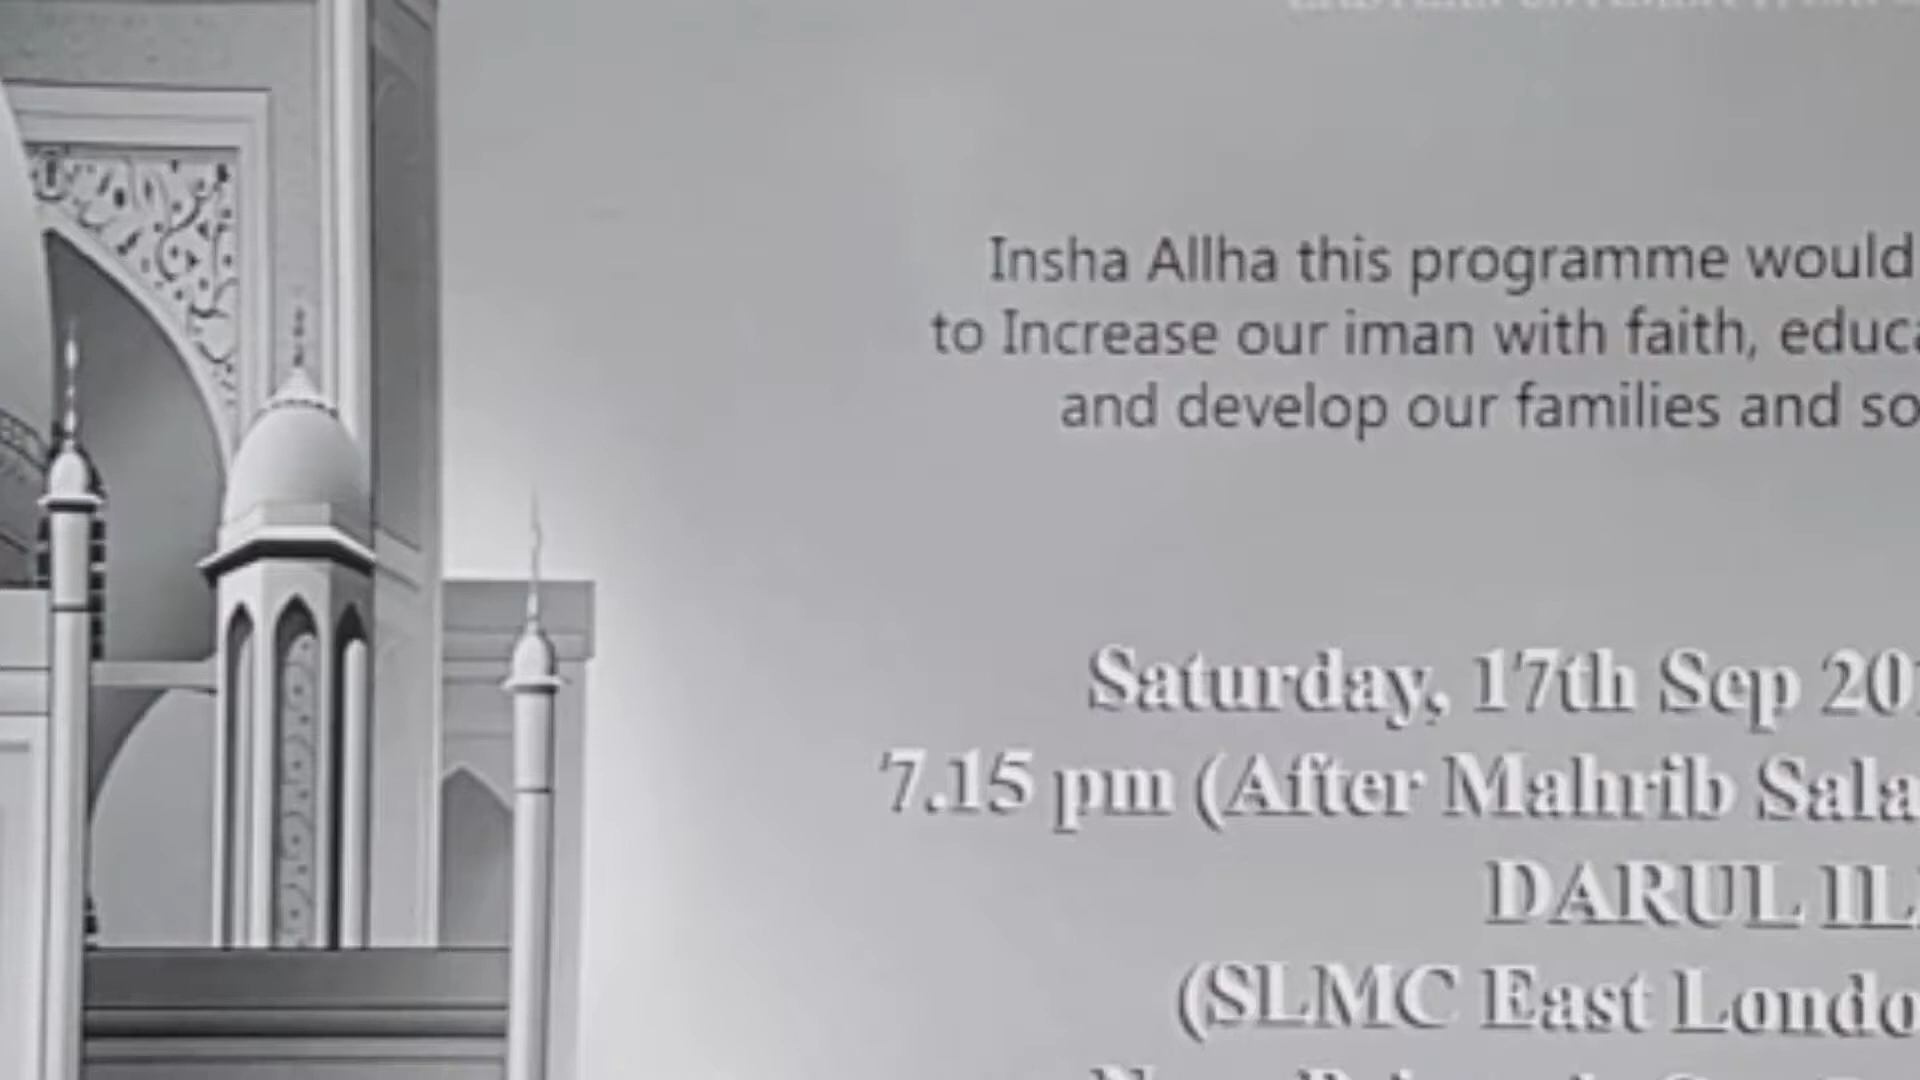 Insha Allha this programme would
to Increase our iman with faith, educa
and develop our families and so
Saturday, 17th Sep 201
7.15 pm (After Mahrib Sala
DARUL IL
(SLMC East Londo